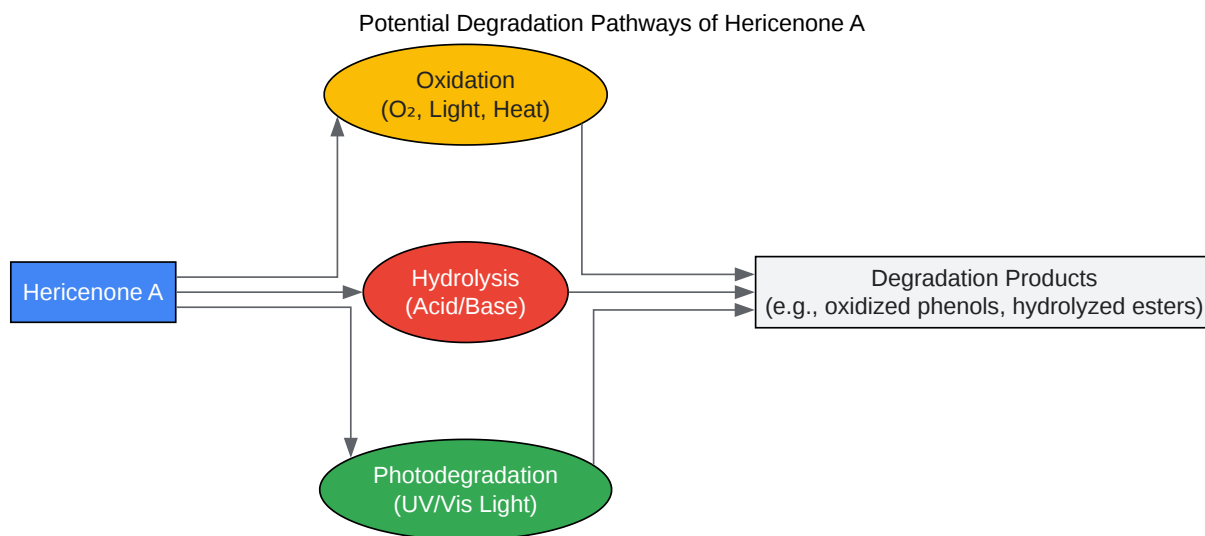 Potential Degradation Pathways of Hericenone A
Oxidation
(O₂, Light, Heat)
Hericenone A
Hydrolysis
(Acid/Base)
Degradation Products
(e.g., oxidized phenols, hydrolyzed esters)
Photodegradation
(UV/Vis Light)